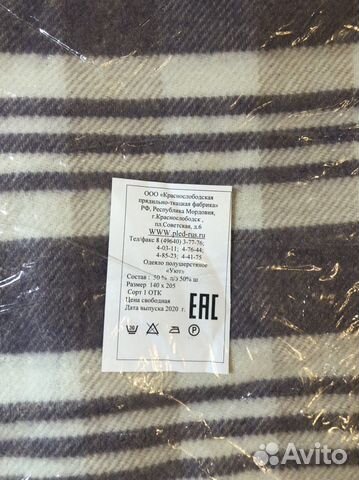 ООО «Краснослободская
прядильно-ткацкая фабрика»
РФ, Республика Мордовия,
г.Краснослободск ,
пл.Советская, д.6
WWW.pled-rus.ru
Тел/факс 8 (49640) 3-77-76;
4-03-11; 4-76-44;
4-85-23; 4-41-75
Одеяло полушерстяное
«Уют»
Состав : 50 % п/э 50% ш
Размер 140 х 205
Сорт 1 ОТК
Цена свободная
Дата выпуска 2020 г.
EAC
30
P
Avito